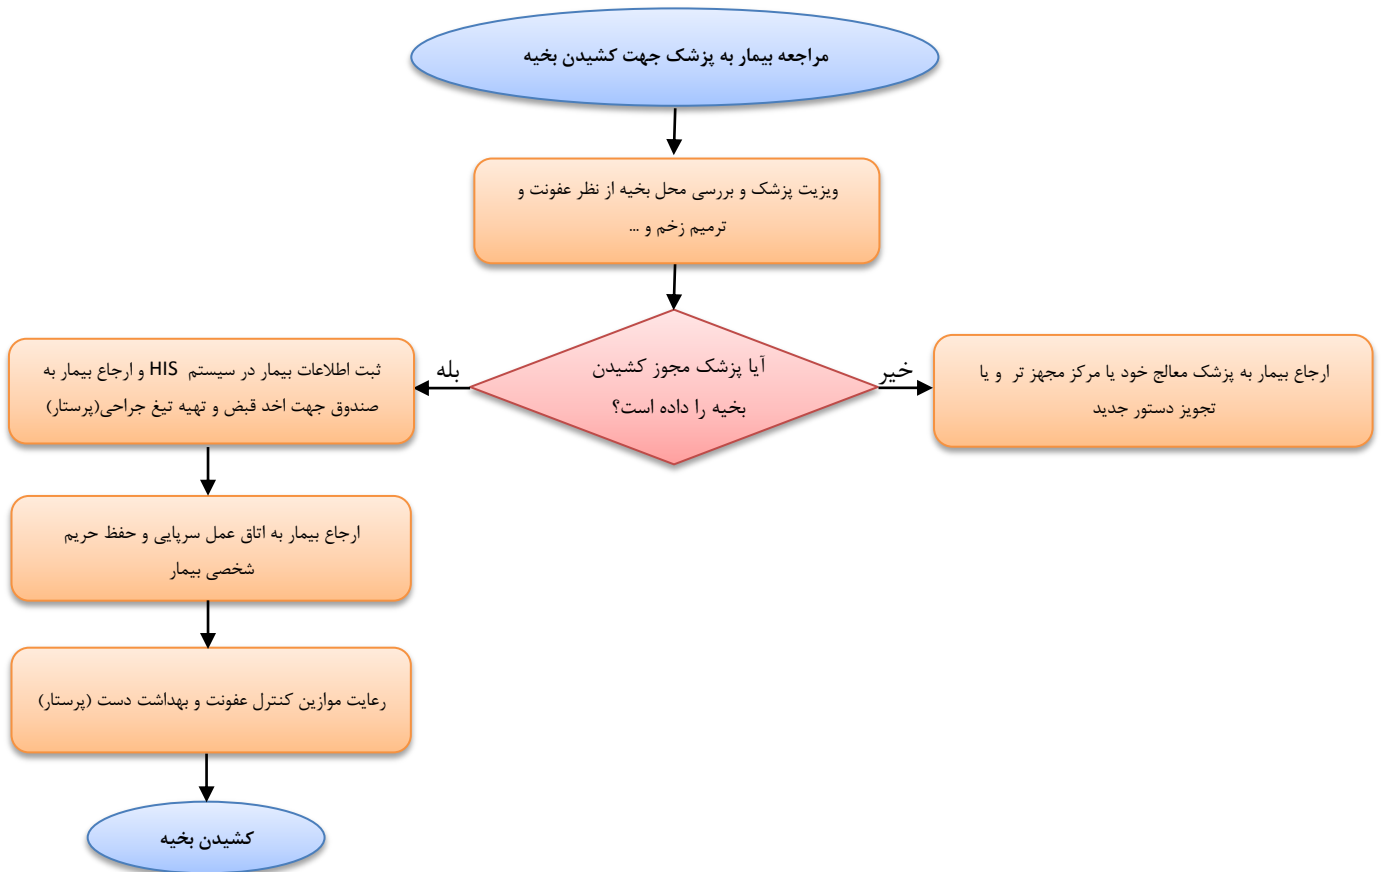 مراجعه بیمار به پزشک جهت کشیدن بخیه
ویزیت پزشک و بررسی محل بخیه از نظر عفونت و
ترمیم زخم و ...
آیا پزشک مجوز کشیدن
بخیه را داده است؟
خیر
ارجاع بیمار به پزشک معالج خود یا مرکز مجهز تر و یا
تجویز دستور جدید
بله
ثبت اطلاعات بیمار در سیستم HIS و ارجاع بیمار به
صندوق جهت اخد قبض و تهیه تیغ جراحی(پرستار)
ارجاع بیمار به اتاق عمل سرپایی و حفظ حریم
شخصی بیمار
رعایت موازین کنترل عفونت و بهداشت دست (پرستار)
کشیدن بخیه